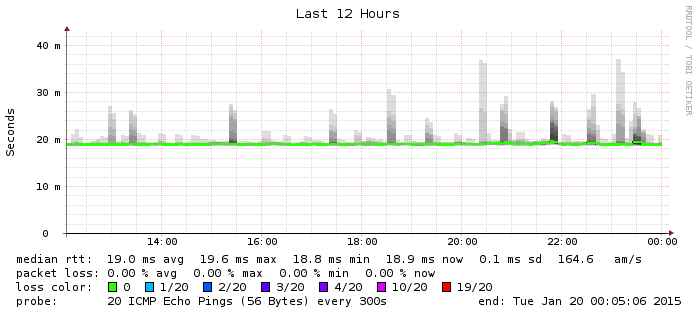 Last 12 Hours
RRDTOOL / TOBI OETIKER
Seconds
40 m
30 m
20 m
10 m
0
14:00 16:00 18:00 20:00 22:00 00:00
median rtt: 19.0 ms avg 19.6 ms max 18.8 ms min 18.9 ms now 0.1 ms sd 164.6 am/s
packet loss: 0.00 % avg 0.00 % max 0.00 % min 0.00 % now
loss color: 0 1/20 2/20 3/20 4/20 10/20 19/20
probe: 20 ICMP Echo Pings (56 Bytes) every 300s end: Tue Jan 20 00:05:06 2015